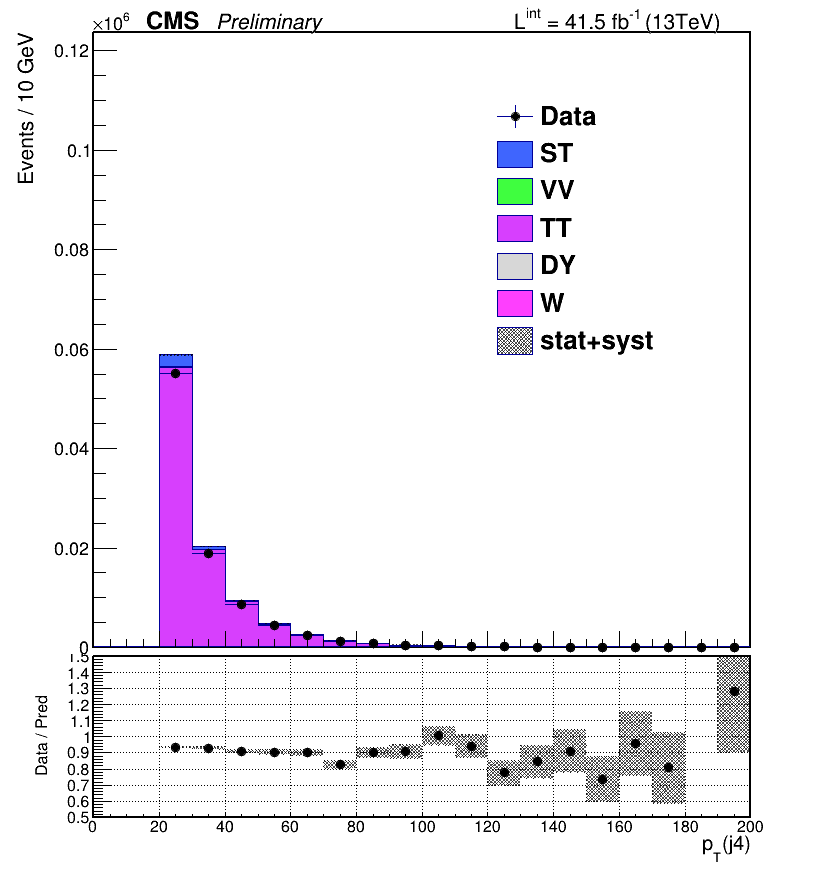 ×10⁶ CMS Preliminary L^int = 41.5 fb⁻¹ (13TeV)
Events / 10 GeV
0.12
0.1
0.08
0.06
0.04
0.02
0
Data
ST
VV
TT
DY
W
stat+syst
Data / Pred
1.5
1.4
1.3
1.2
1.1
1
0.9
0.8
0.7
0.6
0.5
0 20 40 60 80 100 120 140 160 180 200
p_T(j4)